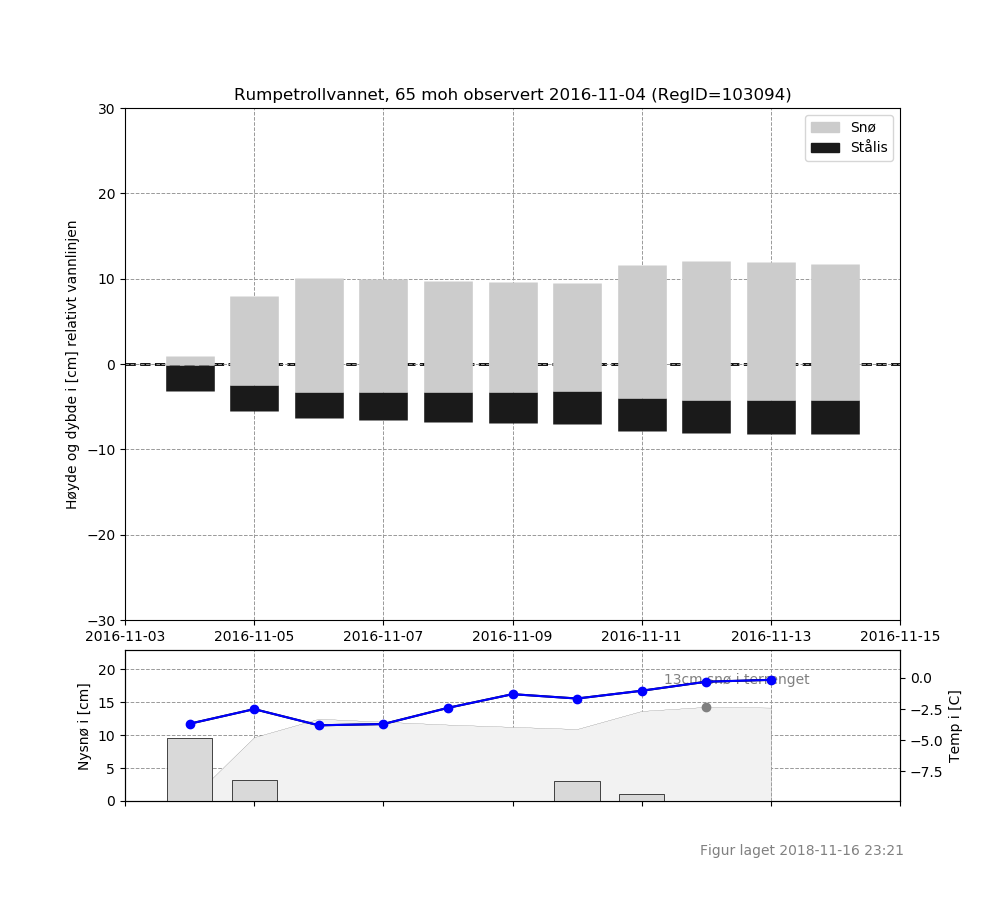 Rumpetrollvannet, 65 moh observert 2016-11-04 (RegID=103094)
Snø
Stålis
Høyde og dybde i [cm] relativt vannlinjen
30
20
10
0
−10
−20
−30
2016-11-03 2016-11-05 2016-11-07 2016-11-09 2016-11-11 2016-11-13 2016-11-15
Nysnø i [cm]
20
15
10
5
0
13cm snø i terrenget
0.0
−2.5
−5.0
−7.5
Temp i [C]
Figur laget 2018-11-16 23:21